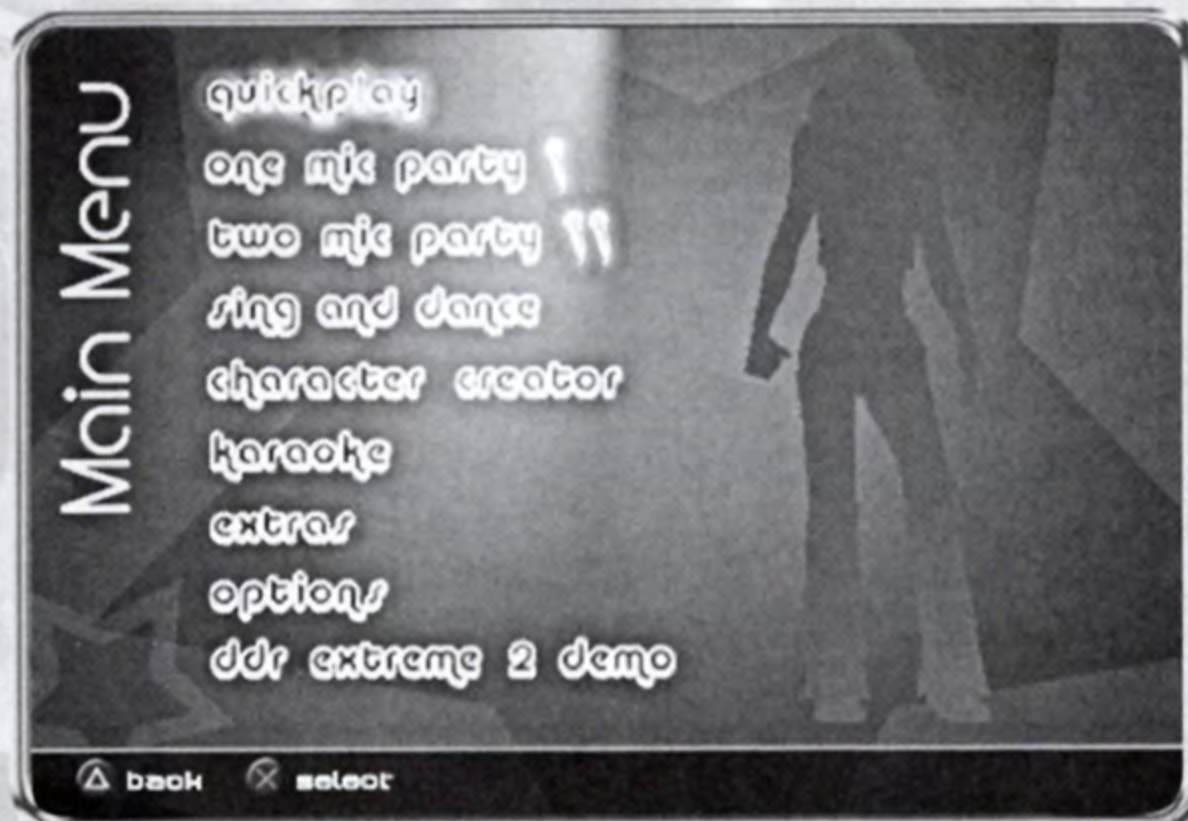 Main Menu
quickplay
one mic party
two mic party
sing and dance
character creator
karaoke
extras
options
ddr extreme 2 demo
back
select